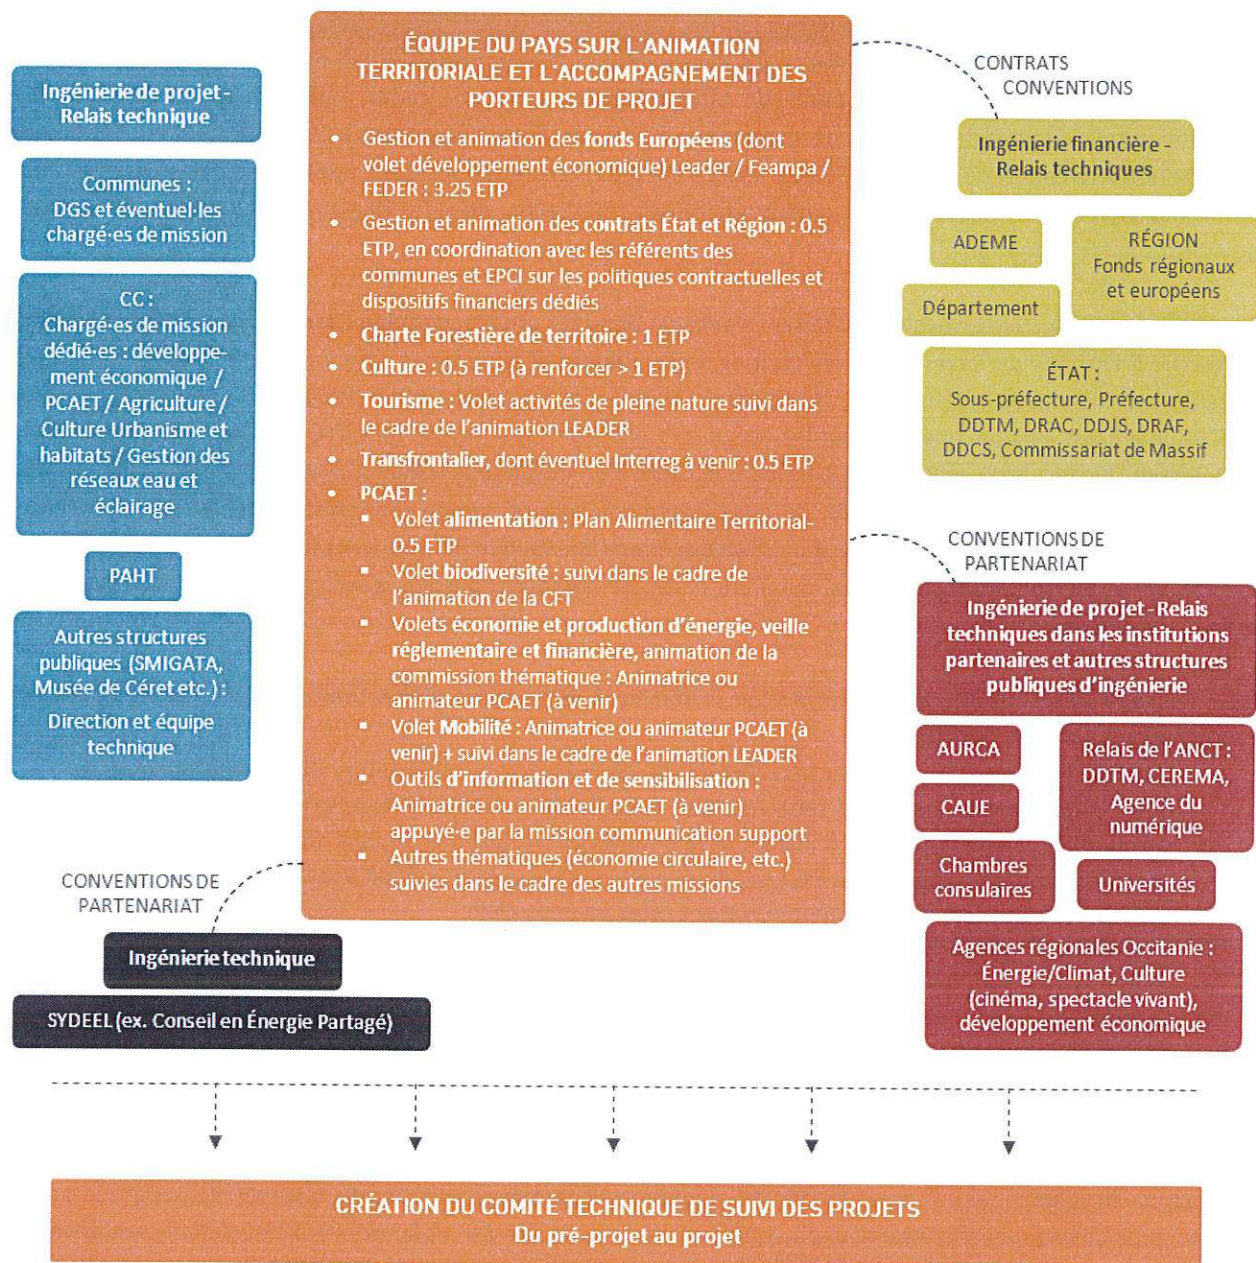 Ingénierie de projet -
Relais technique
Communes :
DGS et éventuel·les
chargé·es de mission
CC :
Chargé·es de mission
dédié·es : développe-
ment économique /
PCAET / Agriculture /
Culture Urbanisme et
habitats / Gestion des
réseaux eau et
éclairage
PAHT
Autres structures
publiques (SMIGATA,
Musée de Céret etc.) :
Direction et équipe
technique
CONVENTIONS DE
PARTENARIAT
Ingénierie technique
SYDEEL (ex. Conseil en Énergie Partagé)
ÉQUIPE DU PAYS SUR L'ANIMATION
TERRITORIALE ET L'ACCOMPAGNEMENT DES
PORTEURS DE PROJET
• Gestion et animation des fonds Européens (dont
volet développement économique) Leader / Feampa /
FEDER : 3.25 ETP
• Gestion et animation des contrats État et Région : 0.5
ETP, en coordination avec les référents des
communes et EPCI sur les politiques contractuelles et
dispositifs financiers dédiés
• Charte Forestière de territoire : 1 ETP
• Culture : 0.5 ETP (à renforcer > 1 ETP)
• Tourisme : Volet activités de pleine nature suivi dans
le cadre de l'animation LEADER
• Transfrontalier, dont éventuel Interreg à venir : 0.5 ETP
• PCAET :
▪ Volet alimentation : Plan Alimentaire Territorial-
0.5 ETP
▪ Volet biodiversité : suivi dans le cadre de
l'animation de la CFT
▪ Volets économie et production d'énergie, veille
réglementaire et financière, animation de la
commission thématique : Animatrice ou
animateur PCAET (à venir)
▪ Volet Mobilité : Animatrice ou animateur PCAET (à
venir) + suivi dans le cadre de l'animation LEADER
▪ Outils d'information et de sensibilisation :
Animatrice ou animateur PCAET (à venir)
appuyé·e par la mission communication support
▪ Autres thématiques (économie circulaire, etc.)
suivies dans le cadre des autres missions
CONTRATS
CONVENTIONS
Ingénierie financière -
Relais techniques
ADEME
RÉGION
Fonds régionaux
et européens
Département
ÉTAT :
Sous-préfecture, Préfecture,
DDTM, DRAC, DDJS, DRAF,
DDCS, Commissariat de Massif
CONVENTIONS DE
PARTENARIAT
Ingénierie de projet - Relais
techniques dans les institutions
partenaires et autres structures
publiques d'ingénierie
AURCA
Relais de l'ANCT :
DDTM, CEREMA,
Agence du
numérique
CAUE
Chambres
consulaires
Universités
Agences régionales Occitanie :
Énergie/Climat, Culture
(cinéma, spectacle vivant),
développement économique
CRÉATION DU COMITÉ TECHNIQUE DE SUIVI DES PROJETS
Du pré-projet au projet